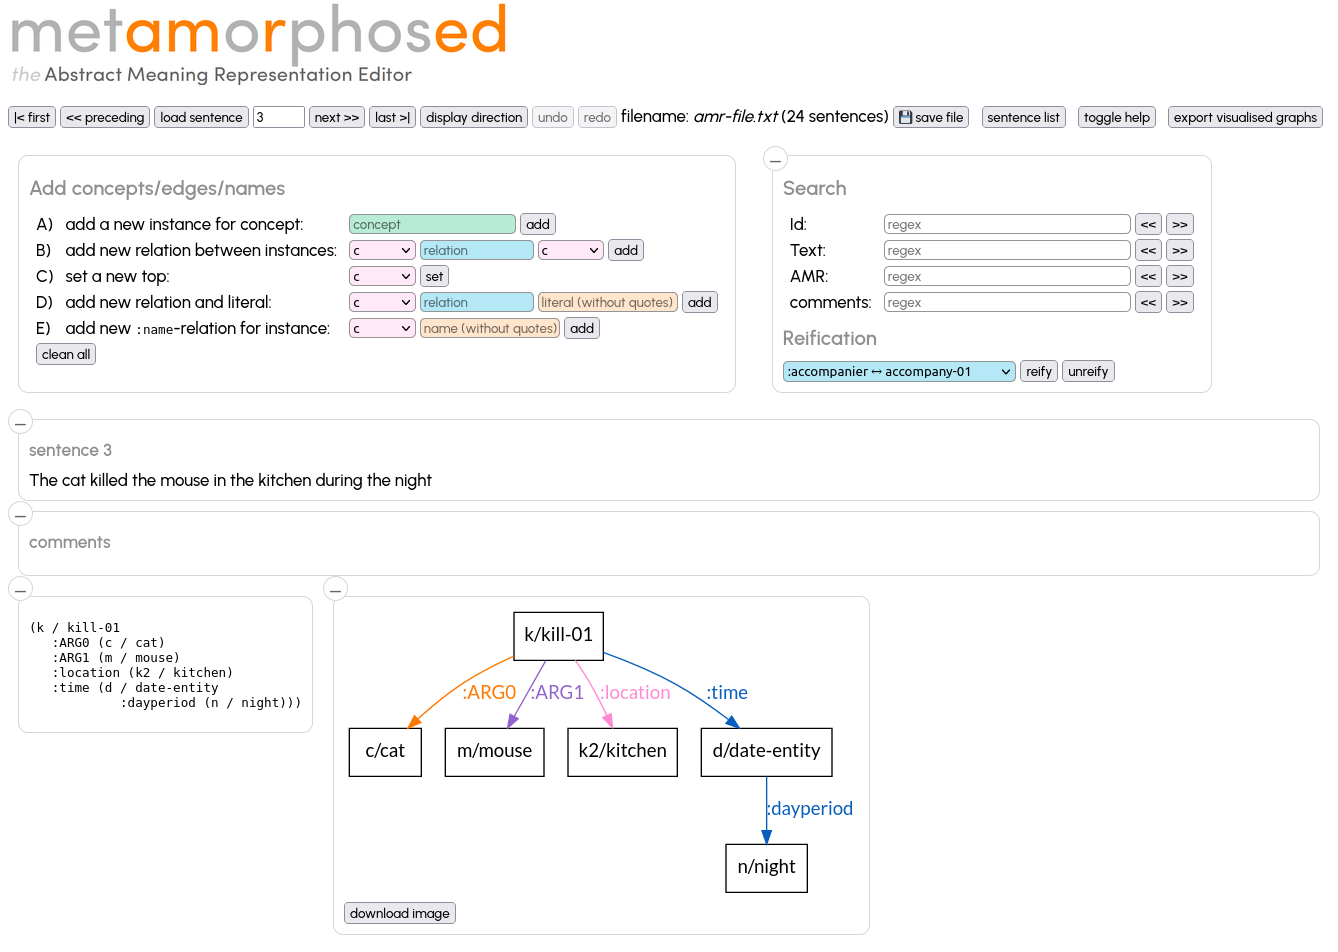 metamorphosed
the Abstract Meaning Representation Editor
|< first << preceding load sentence 3 next >> last >| display direction undo redo filename: amr-file.txt (24 sentences) 💾 save file sentence list toggle help export visualised graphs
Add concepts/edges/names
A) add a new instance for concept: concept add
B) add new relation between instances: c relation c add
C) set a new top: c set
D) add new relation and literal: c relation literal (without quotes) add
E) add new :name-relation for instance: c name (without quotes) add
clean all
Search
Id: regex << >>
Text: regex << >>
AMR: regex << >>
comments: regex << >>
Reification
:accompanier ↔ accompany-01 reify unreify
sentence 3
The cat killed the mouse in the kitchen during the night
comments
(k / kill-01
:ARG0 (c / cat)
:ARG1 (m / mouse)
:location (k2 / kitchen)
:time (d / date-entity
:dayperiod (n / night)))
k/kill-01
:ARG0 :ARG1 :location :time
c/cat m/mouse k2/kitchen d/date-entity
:dayperiod
n/night
download image